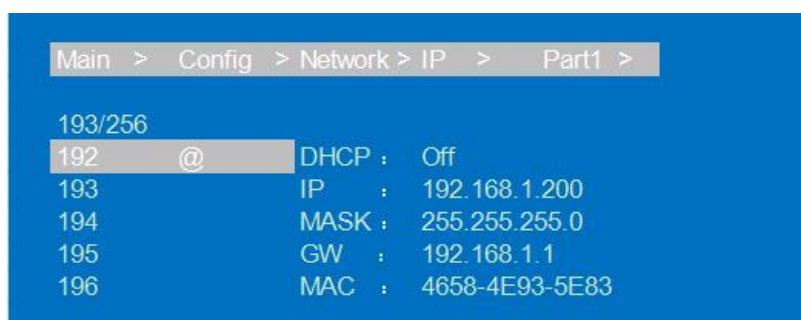 Main > Config > Network > IP > Part1 >
193/256
192 @ DHCP : Off
193 IP : 192.168.1.200
194 MASK : 255.255.255.0
195 GW : 192.168.1.1
196 MAC : 4658-4E93-5E83